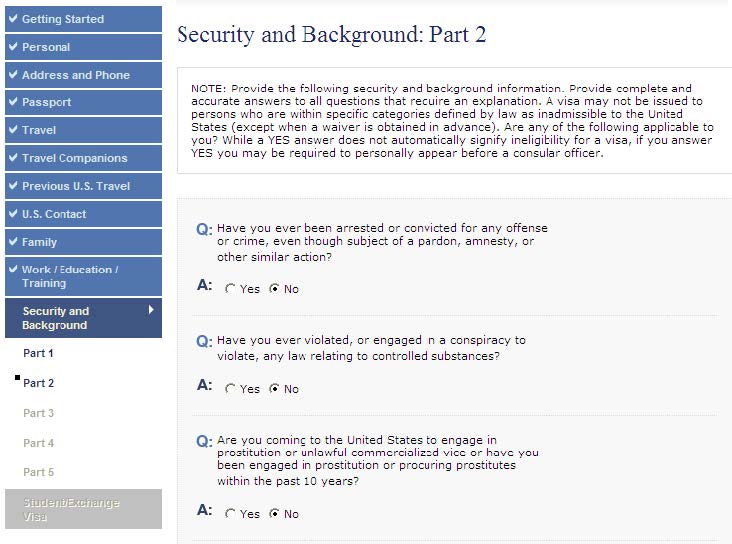 Getting Started
Personal
Address and Phone
Passport
Travel
Travel Companions
Previous U.S. Travel
U.S. Contact
Family
Work / Education /
Training
Security and
Background
Part 1
Part 2
Part 3
Part 4
Part 5
Student/Exchange
Visa
Security and Background: Part 2
NOTE: Provide the following security and background information. Provide complete and
accurate answers to all questions that require an explanation. A visa may not be issued to
persons who are within specific categories defined by law as inadmissible to the United
States (except when a waiver is obtained in advance). Are any of the following applicable to
you? While a YES answer does not automatically signify ineligibility for a visa, if you answer
YES you may be required to personally appear before a consular officer.
Q: Have you ever been arrested or convicted for any offense
or crime, even though subject of a pardon, amnesty, or
other similar action?
A: Yes No
Q: Have you ever violated, or engaged in a conspiracy to
violate, any law relating to controlled substances?
A: Yes No
Q: Are you coming to the United States to engage in
prostitution or unlawful commercialized vice or have you
been engaged in prostitution or procuring prostitutes
within the past 10 years?
A: Yes No